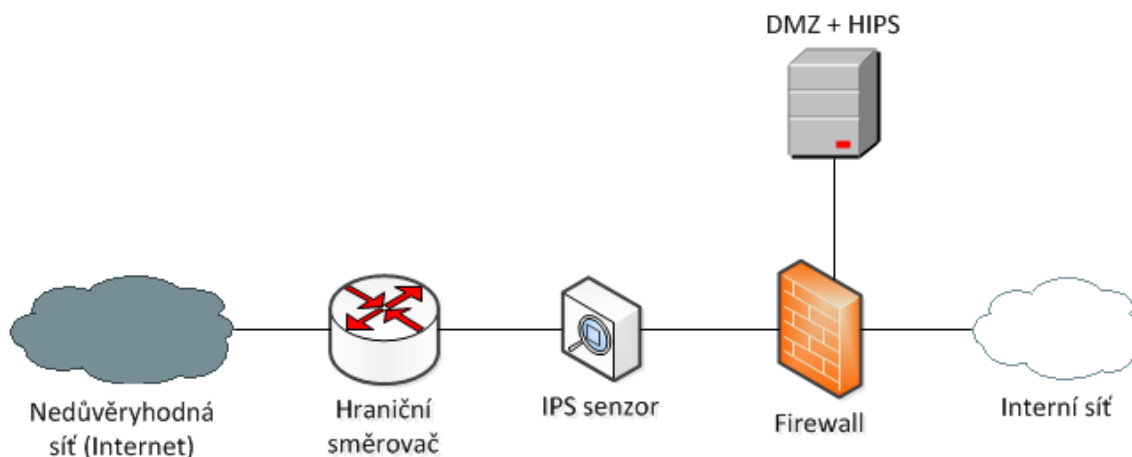 DMZ + HIPS
Nedůvěryhodná
síť (Internet)
Hraniční
směrovač
IPS senzor
Firewall
Interní síť